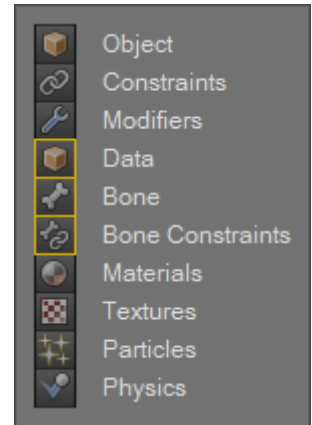 Object
Constraints
Modifiers
Data
Bone
Bone Constraints
Materials
Textures
Particles
Physics